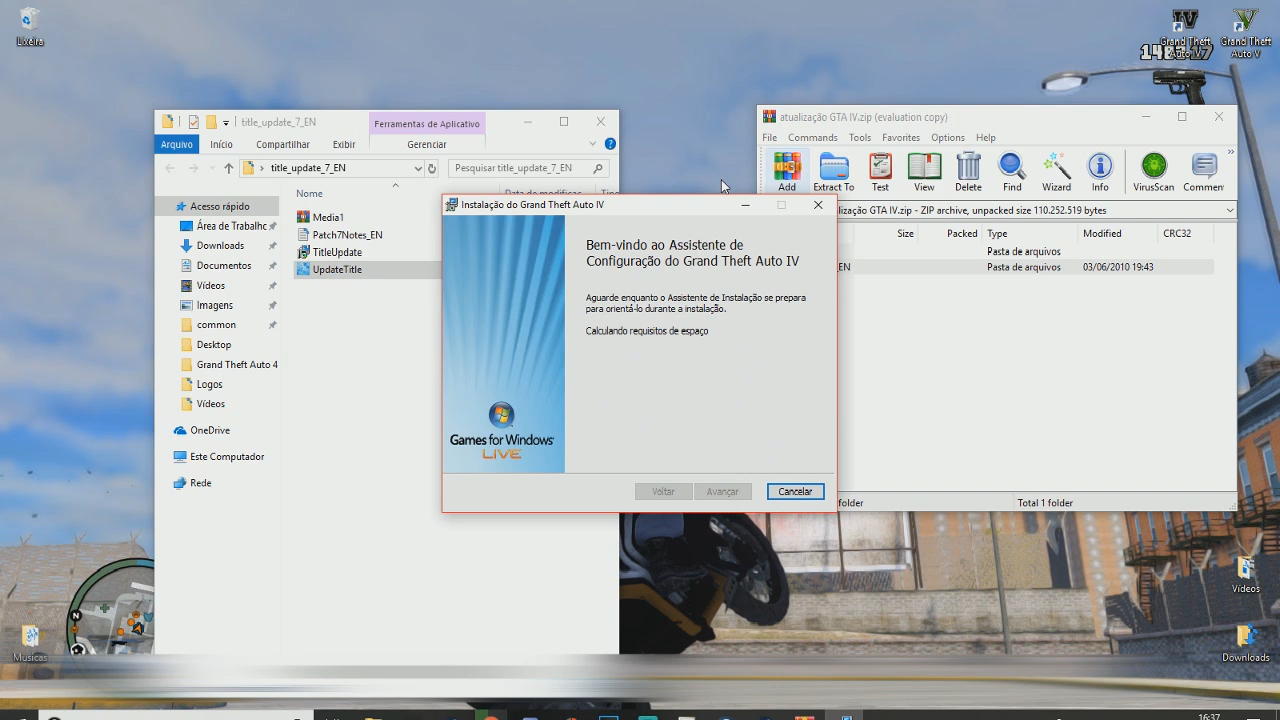 Lixeira
Grand Theft
Auto IV
Grand Theft
Auto V
title_update_7_EN
Ferramentas de Aplicativo
Arquivo
Início
Compartilhar
Exibir
Gerenciar
title_update_7_EN
Pesquisar title_update_7_EN
Nome
Data de modificaç
Tipo
Acesso rápido
Área de Trabalho
Downloads
Documentos
Vídeos
Imagens
common
Desktop
Grand Theft Auto 4
Logos
Vídeos
OneDrive
Este Computador
Rede
Media1
Patch7Notes_EN
TitleUpdate
UpdateTitle
atualização GTA IV.zip (evaluation copy)
File Commands Tools Favorites Options Help
Add
Extract To
Test
View
Delete
Find
Wizard
Info
VirusScan
Commen
lização GTA IV.zip - ZIP archive, unpacked size 110.252.519 bytes
Size Packed Type Modified CRC32
Pasta de arquivos
_EN Pasta de arquivos 03/06/2010 19:43
folder
Total 1 folder
Instalação do Grand Theft Auto IV
Bem-vindo ao Assistente de
Configuração do Grand Theft Auto IV
Aguarde enquanto o Assistente de Instalação se prepara
para orientá-lo durante a instalação.
Calculando requisitos de espaço
Games for Windows
LIVE
Voltar
Avançar
Cancelar
N
Musicas
Vídeos
Downloads
16:37